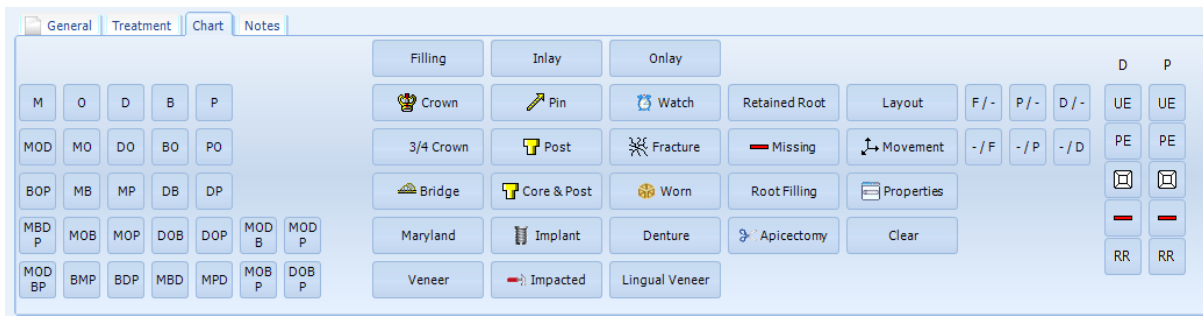 General Treatment Chart Notes
Filling Inlay Onlay
D P
M O D B P Crown Pin Watch Retained Root Layout F / - P / - D / - UE UE
MOD MO DO BO PO 3/4 Crown Post Fracture Missing Movement - / F - / P - / D PE PE
BOP MB MP DB DP Bridge Core & Post Worn Root Filling Properties
MBD
P MOB MOP DOB DOP MOD
B MOD
P Maryland Implant Denture Apicectomy Clear
RR RR
MOD
BP BMP BDP MBD MPD MOB
P DOB
P Veneer Impacted Lingual Veneer